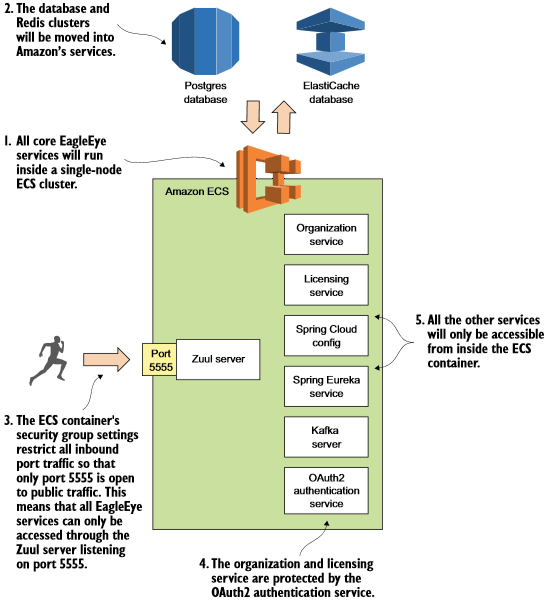 2. The database and
Redis clusters
will be moved into
Amazon's services.
Postgres
database
ElastiCache
database
1. All core EagleEye
services will run
inside a single-node
ECS cluster.
Amazon ECS
Organization
service
Licensing
service
Spring Cloud
config
5. All the other services
will only be accessible
from inside the ECS
container.
Port
5555
Zuul server
Spring Eureka
service
Kafka
server
OAuth2
authentication
service
3. The ECS container's
security group settings
restrict all inbound
port traffic so that
only port 5555 is open
to public traffic. This
means that all EagleEye
services can only be
accessed through the
Zuul server listening
on port 5555.
4. The organization and licensing
service are protected by the
OAuth2 authentication service.